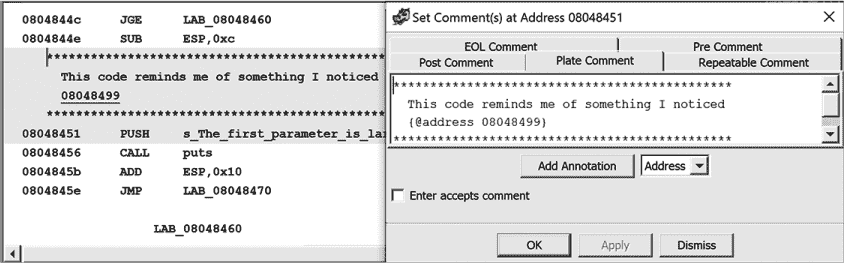 0804844c JGE LAB_08048460
0804844e SUB ESP,0xc
**************************************************
This code reminds me of something I noticed
08048499
**************************************************
08048451 PUSH s_The_first_parameter_is_lar
08048456 CALL puts
0804845b ADD ESP,0x10
0804845e JMP LAB_08048470
LAB_08048460
Set Comment(s) at Address 08048451
EOL Comment
Pre Comment
Post Comment
Plate Comment
Repeatable Comment
*********************************************
This code reminds me of something I noticed
{@address 08048499}
*********************************************
Add Annotation
Address
Enter accepts comment
OK
Apply
Dismiss